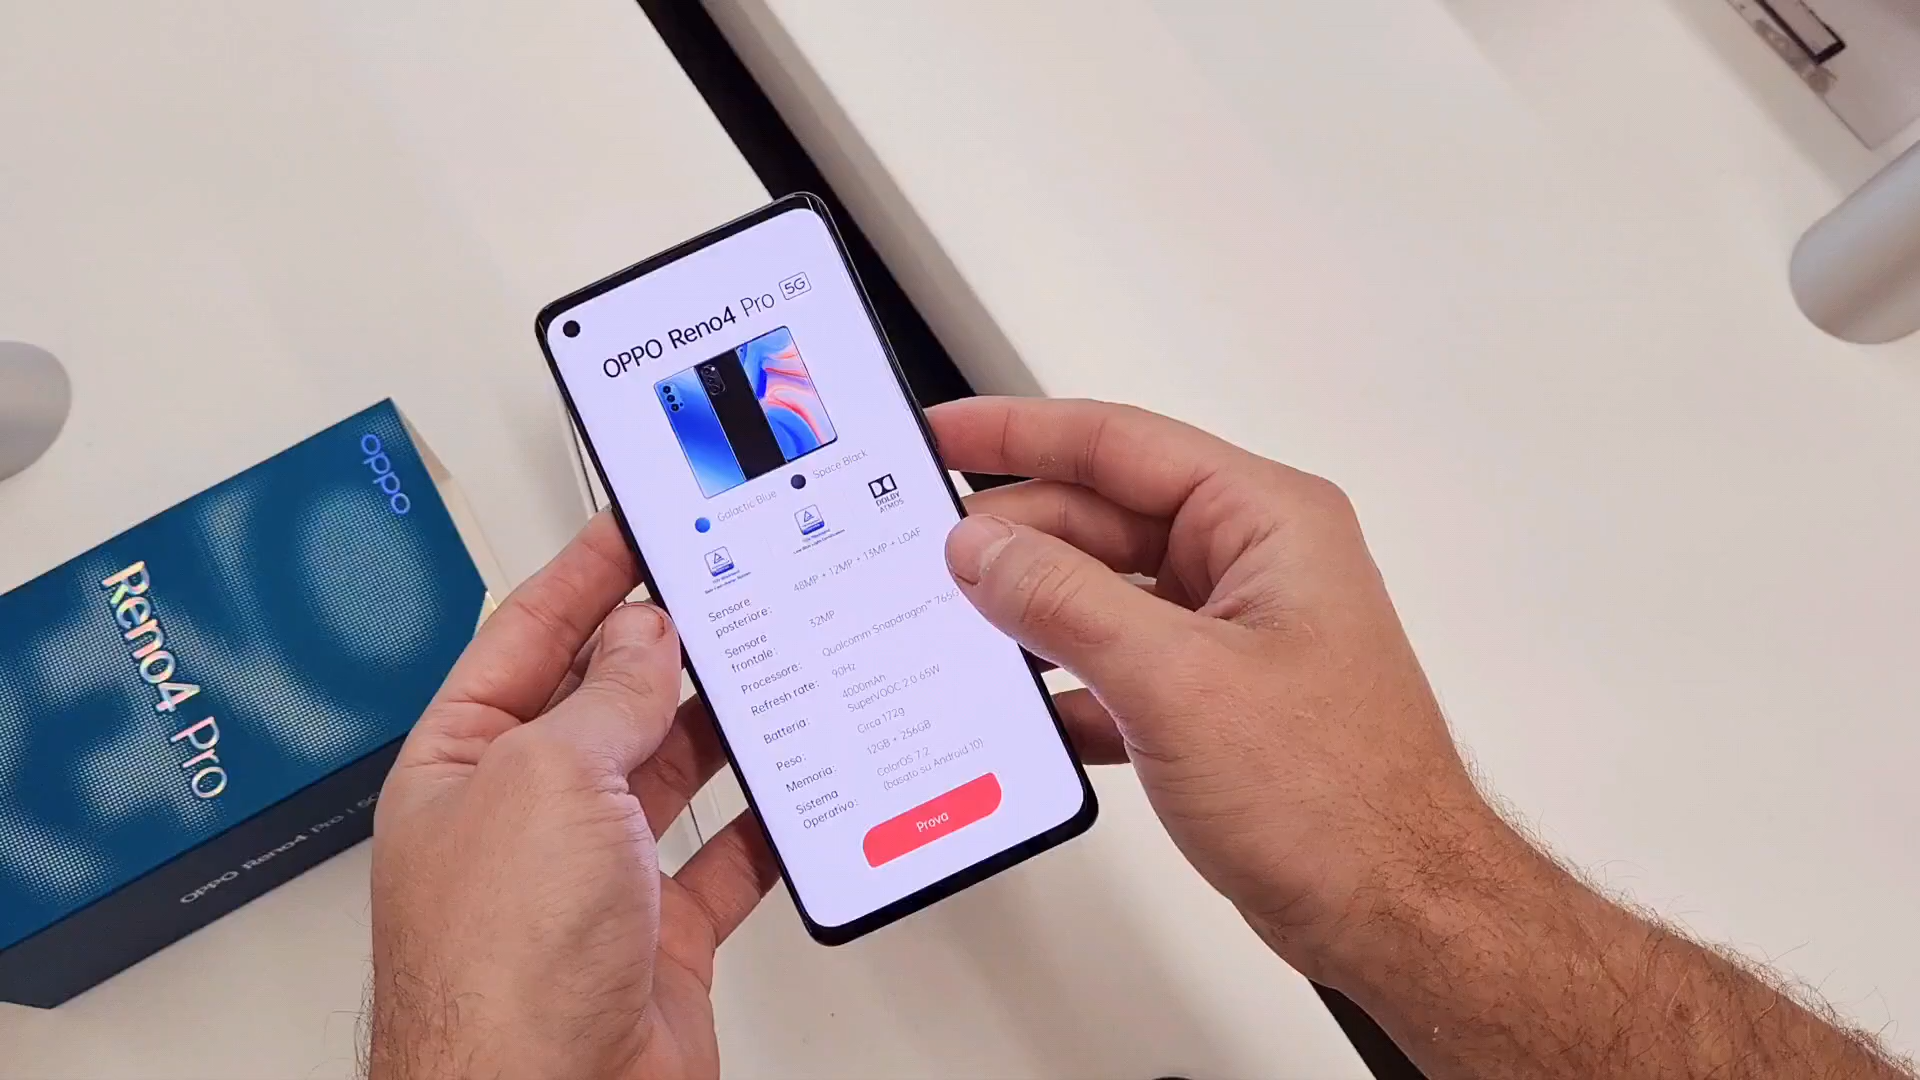 OPPO Reno4 Pro 5G
Galactic Blue
Space Black
DOLBY
ATMOS
Sensore
posteriore:
48MP + 12MP + 13MP + LDAF
Sensore
frontale:
32MP
Processore:
Qualcomm Snapdragon™ 765G
Refresh rate:
90Hz
Batteria:
4000mAh
SuperVOOC 2.0 65W
Peso:
Circa 172g
Memoria:
12GB + 256GB
Sistema
Operativo:
ColorOS 7.2
(basato su Android 10)
Prova
oppo
Reno4 Pro
OPPO Reno4 Pro | 5G